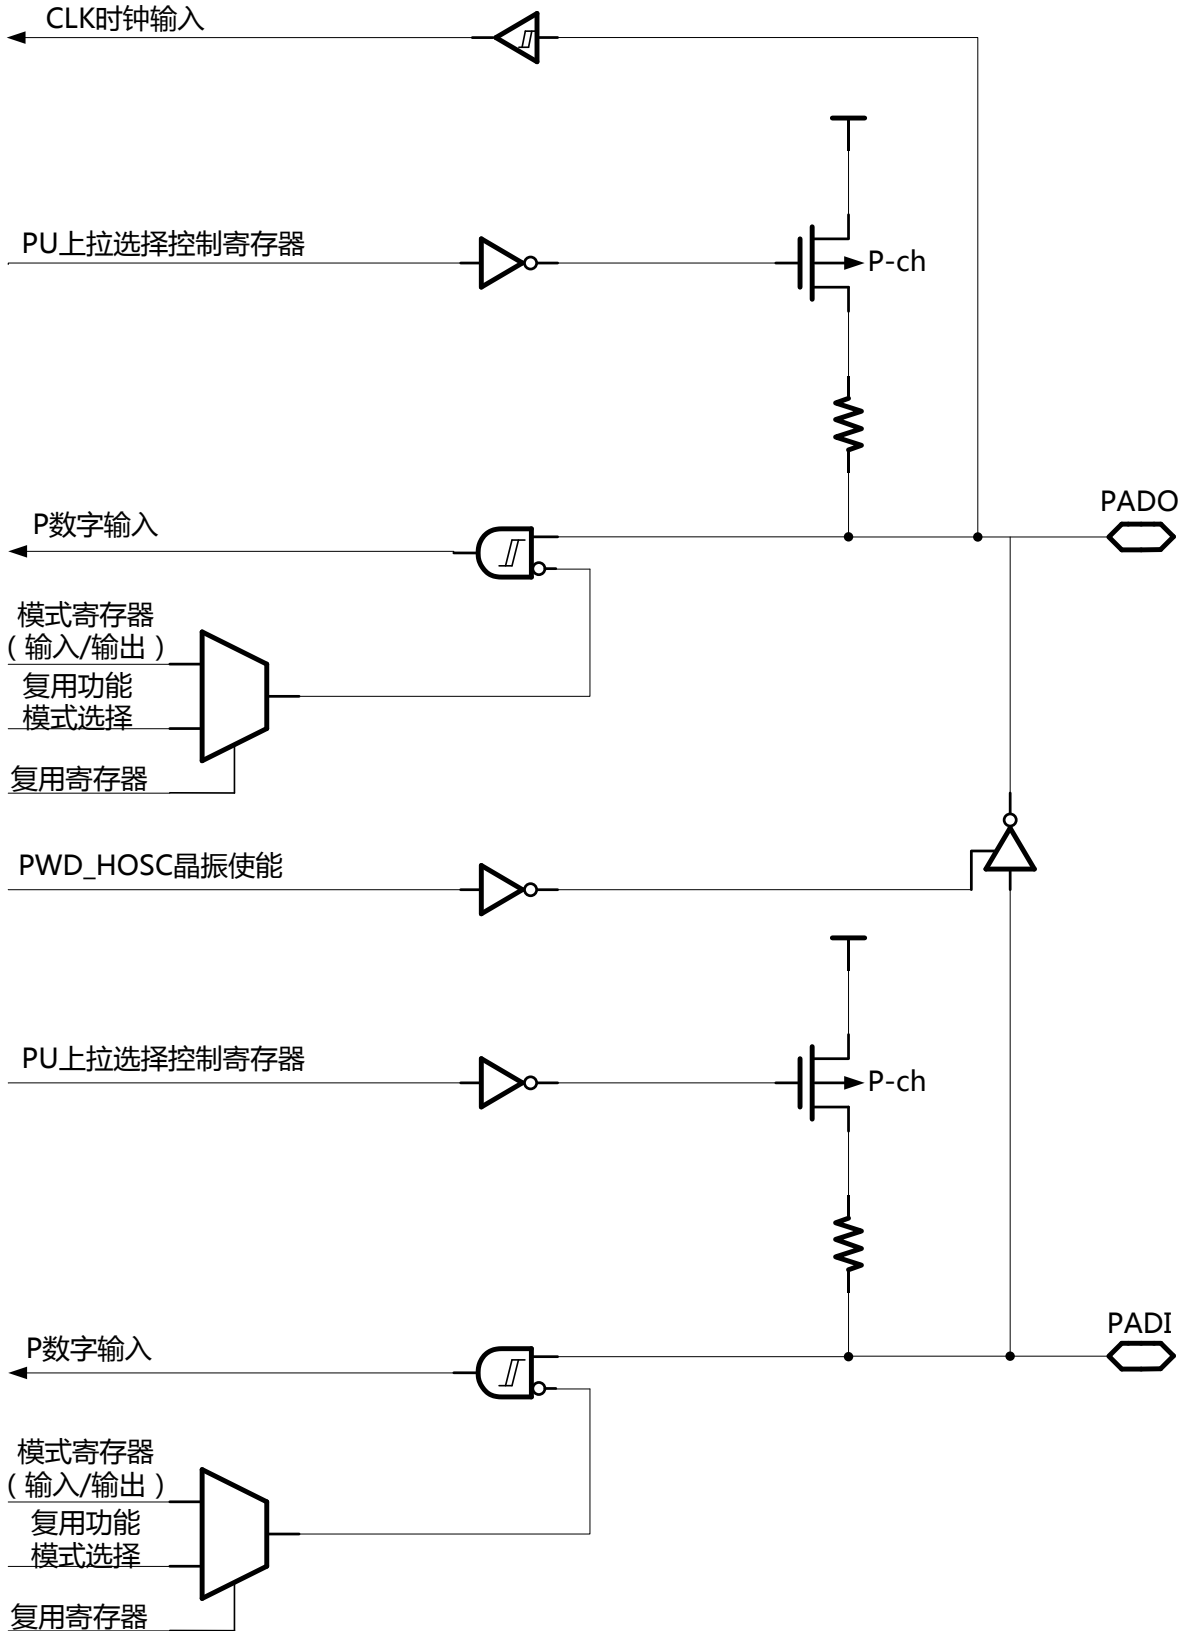 CLK时钟输入
PU上拉选择控制寄存器
P-ch
PADO
P数字输入
模式寄存器
（输入/输出）
复用功能
模式选择
复用寄存器
PWD_HOSC晶振使能
PU上拉选择控制寄存器
P-ch
PADI
P数字输入
模式寄存器
（输入/输出）
复用功能
模式选择
复用寄存器